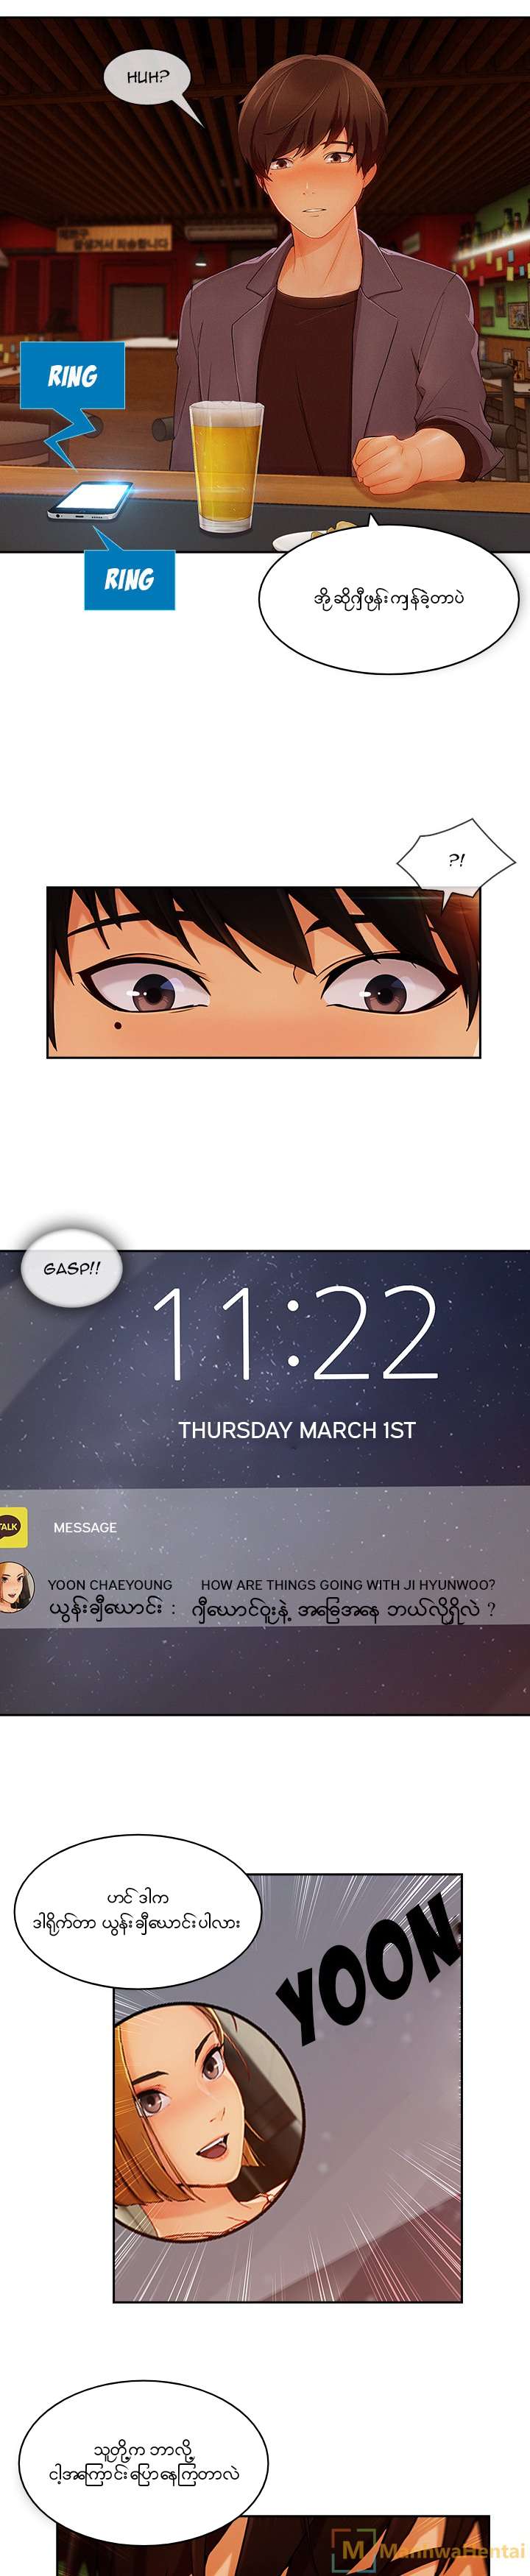 HUH?
RING
RING
အို ဆိုဂျီဖုန်းကျန်ခဲ့တာပဲ
?!
GASP!!
11:22
THURSDAY MARCH 1ST
TALK
MESSAGE
YOON CHAEYOUNG HOW ARE THINGS GOING WITH JI HYUNWOO?
ယွန်းချီယောင်း : ဂျီယောင်ဝူးနဲ့ အခြေအနေ ဘယ်လိုရှိလဲ ?
ဟင် ဒါက
ဒါရိုက်တာ ယွန်းချီယောင်းပါလား
YOON
သူတို့က ဘာလို့
ငါ့အကြောင်းပြောနေကြတာလဲ
M ManhwaHentai